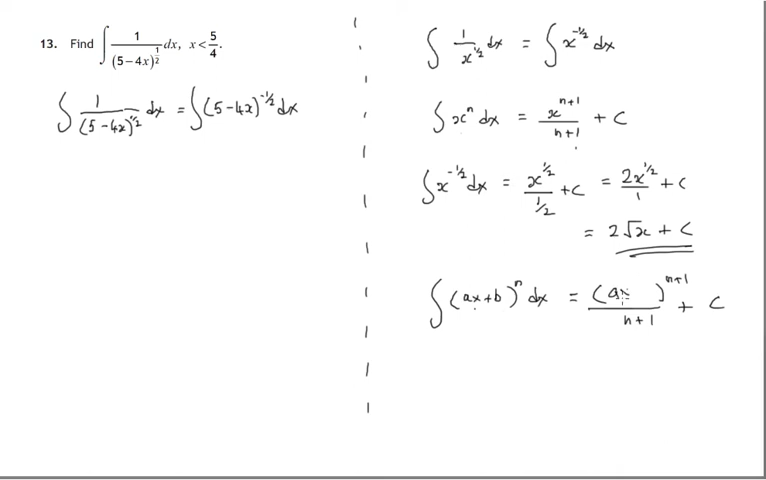 13. Find ∫ 1/(5−4x)^(1/2) dx, x < 5/4.
∫ 1/(5−4x)^(1/2) dx = ∫(5−4x)^(-1/2) dx
∫ 1/x^(1/2) dx = ∫ x^(-1/2) dx
∫ x^n dx = x^(n+1)/(n+1) + C
∫ x^(-1/2) dx = x^(1/2)/(1/2) + C = 2x^(1/2)/1 + C
= 2√x + C
∫ (ax+b)^n dx = (ax )^(n+1)/(n+1) + C